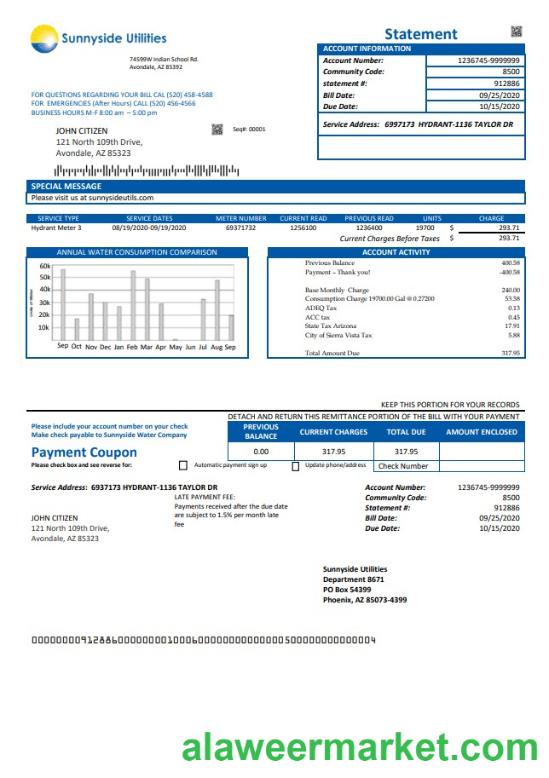 Sunnyside Utilities
74599W Indian School Rd.
Avondale, AZ 85392
FOR QUESTIONS REGARDING YOUR BILL CAL (520) 458-4588
FOR EMERGENCIES (After Hours) CALL (520) 456-4566
BUSINESS HOURS M-F 8:00 am – 5:00 pm
Statement
ACCOUNT INFORMATION
Account Number: 1236745-9999999
Community Code: 8500
statement #: 912886
Bill Date: 09/25/2020
Due Date: 10/15/2020
Service Address: 6997173 HYDRANT-1136 TAYLOR DR
JOHN CITIZEN
121 North 109th Drive,
Avondale, AZ 85323
Seq#: 00001
SPECIAL MESSAGE
Please visit us at sunnysideutils.com
SERVICE TYPE SERVICE DATES METER NUMBER CURRENT READ PREVIOUS READ UNITS CHARGE
Hydrant Meter 3 08/19/2020-09/19/2020 69371732 1256100 1236400 19700 $ 293.71
Current Charges Before Taxes $ 293.71
ANNUAL WATER CONSUMPTION COMPARISON
60k
50k
40k
30k
20k
10k
Sep Oct Nov Dec Jan Feb Mar Apr May Jun Jul Aug Sep
ACCOUNT ACTIVITY
Previous Balance 400.58
Payment – Thank you! -400.58
Base Monthly Charge 240.00
Consumption Charge 19700.00 Gal @ 0.27200 53.58
ADEQ Tax 0.13
ACC tax 0.45
State Tax Arizona 17.91
City of Sierra Vista Tax 5.88
Total Amount Due 317.95
KEEP THIS PORTION FOR YOUR RECORDS
DETACH AND RETURN THIS REMITTANCE PORTION OF THE BILL WITH YOUR PAYMENT
Please include your account number on your check
Make check payable to Sunnyside Water Company
Payment Coupon
Please check box and see reverse for:
Automatic payment sign up
Update phone/address
PREVIOUS BALANCE CURRENT CHARGES TOTAL DUE AMOUNT ENCLOSED
0.00 317.95 317.95
Check Number
Service Address: 6937173 HYDRANT-1136 TAYLOR DR
LATE PAYMENT FEE:
Payments received after the due date
are subject to 1.5% per month late
fee
JOHN CITIZEN
121 North 109th Drive,
Avondale, AZ 85323
Account Number: 1236745-9999999
Community Code: 8500
Statement #: 912886
Bill Date: 09/25/2020
Due Date: 10/15/2020
Sunnyside Utilities
Department 8671
PO Box 54399
Phoenix, AZ 85073-4399
alaweermarket.com